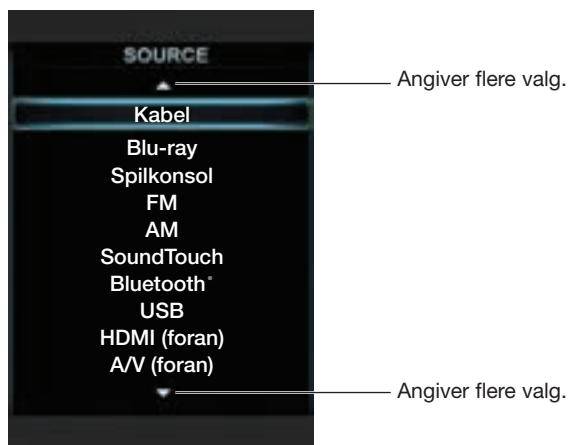 SOURCE
Angiver flere valg.
Kabel
Blu-ray
Spilkonsol
FM
AM
SoundTouch
Bluetooth®
USB
HDMI (foran)
A/V (foran)
Angiver flere valg.